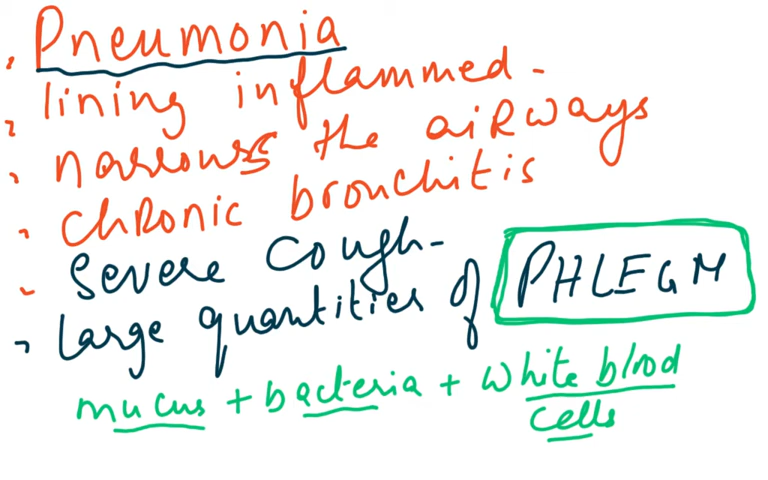 Pneumonia
lining inflammed -
narrows the aiRways
chRonic bronchitis
severe cough -
large quantities of PHLEGM
mucus + bacteria + white blood
cells